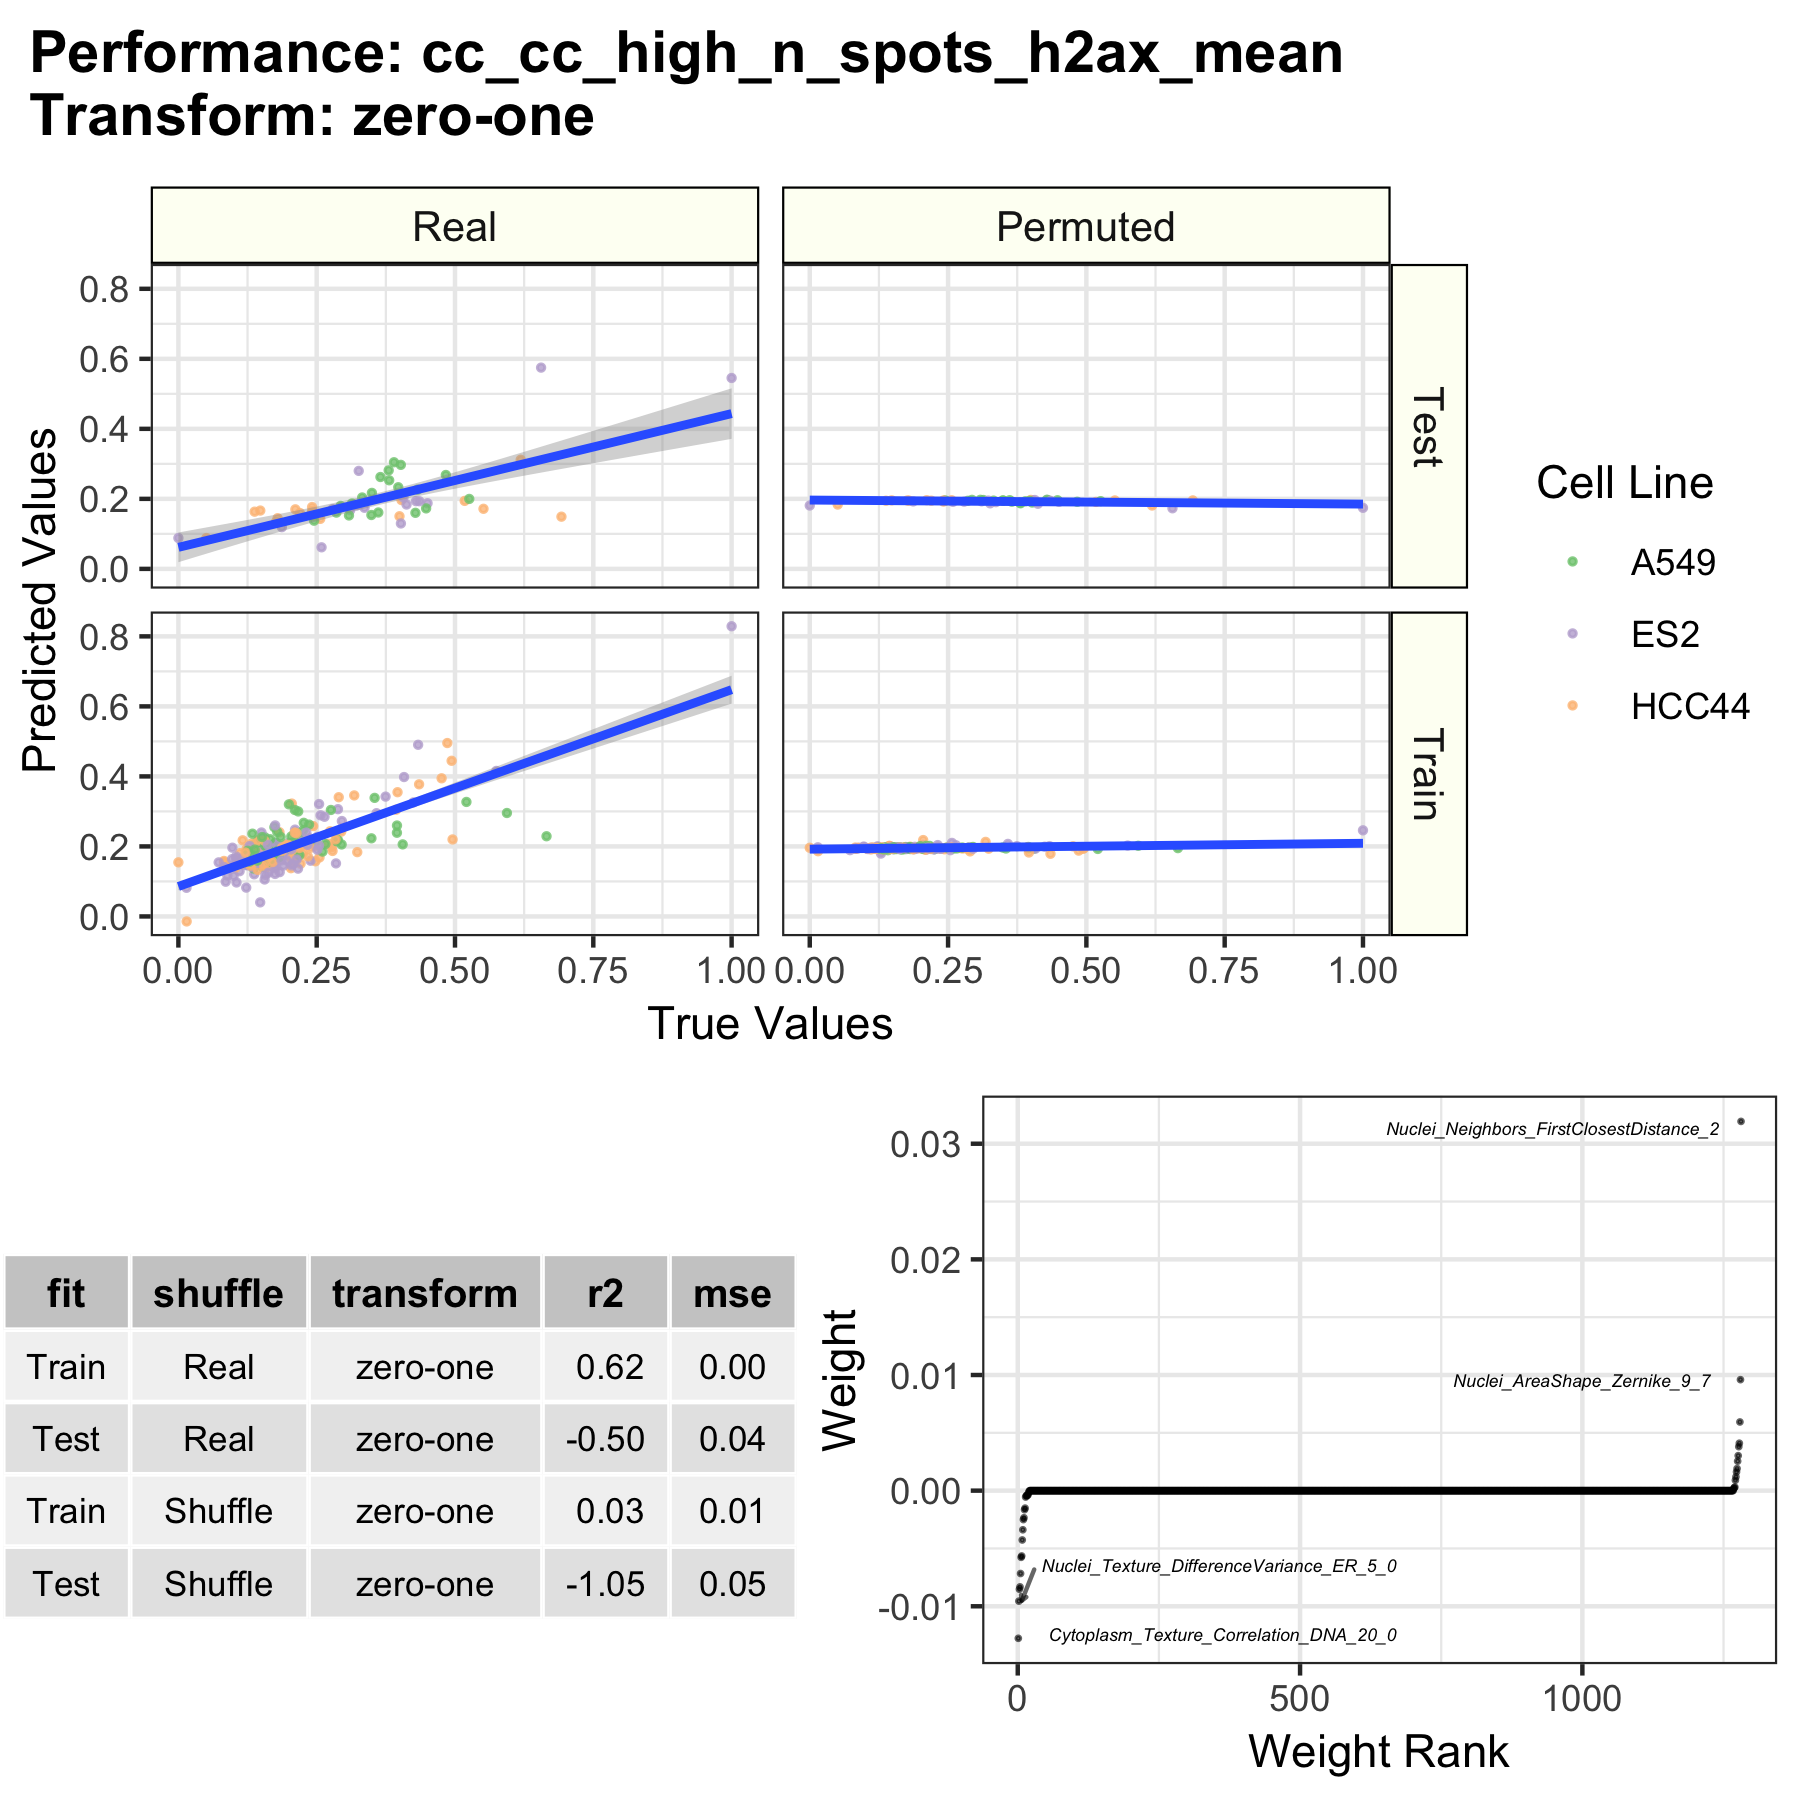 Performance: cc_cc_high_n_spots_h2ax_mean
Transform: zero-one
Real
Permuted
0.8
0.6
0.4
0.2
0.0
Test
0.8
0.6
0.4
0.2
0.0
Train
Predicted Values
0.00
0.25
0.50
0.75
1.00
0.00
0.25
0.50
0.75
1.00
True Values
Cell Line
A549
ES2
HCC44
fit shuffle transform r2 mse
Train Real zero-one 0.62 0.00
Test Real zero-one -0.50 0.04
Train Shuffle zero-one 0.03 0.01
Test Shuffle zero-one -1.05 0.05
Weight
0.03
0.02
0.01
0.00
-0.01
Nuclei_Neighbors_FirstClosestDistance_2
Nuclei_AreaShape_Zernike_9_7
Nuclei_Texture_DifferenceVariance_ER_5_0
Cytoplasm_Texture_Correlation_DNA_20_0
0
500
1000
Weight Rank